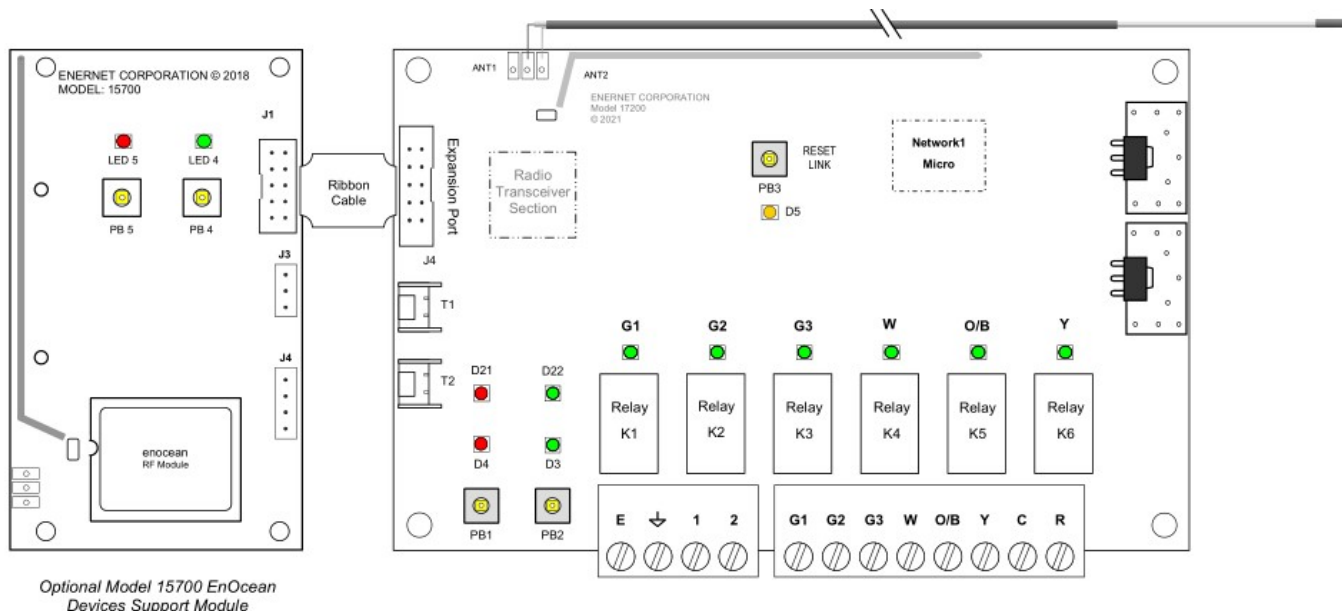 ENERNET CORPORATION © 2018
MODEL: 15700
J1
LED 5
LED 4
PB 5
PB 4
J3
J4
enocean
RF Module
Optional Model 15700 EnOcean
Devices Support Module
Ribbon
Cable
ANT1
ANT2
ENERNET CORPORATION
Model 17200
© 2021
Expansion Port
J4
Radio
Transceiver
Section
RESET
LINK
PB3
D5
Network1
Micro
T1
T2
D21
D22
D4
D3
PB1
PB2
G1 G2 G3 W O/B Y
Relay K1
Relay K2
Relay K3
Relay K4
Relay K5
Relay K6
E 1 2
G1 G2 G3 W O/B Y C R